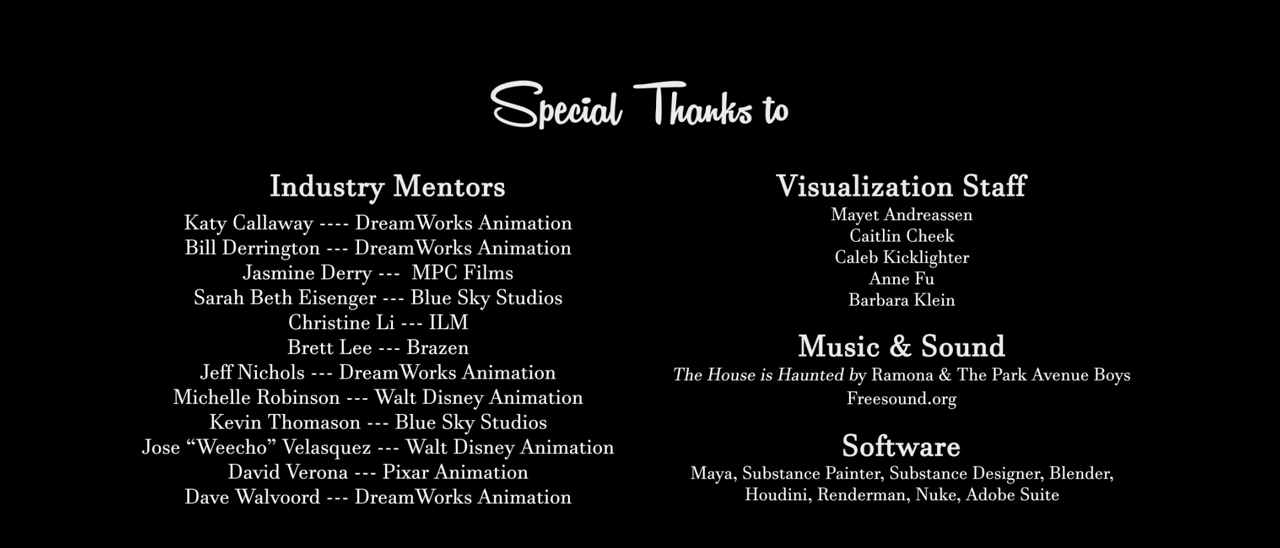 Special Thanks to
Industry Mentors
Katy Callaway ---- DreamWorks Animation
Bill Derrington --- DreamWorks Animation
Jasmine Derry --- MPC Films
Sarah Beth Eisenger --- Blue Sky Studios
Christine Li --- ILM
Brett Lee --- Brazen
Jeff Nichols --- DreamWorks Animation
Michelle Robinson --- Walt Disney Animation
Kevin Thomason --- Blue Sky Studios
Jose “Weecho” Velasquez --- Walt Disney Animation
David Verona --- Pixar Animation
Dave Walvoord --- DreamWorks Animation
Visualization Staff
Mayet Andreassen
Caitlin Cheek
Caleb Kicklighter
Anne Fu
Barbara Klein
Music & Sound
The House is Haunted by Ramona & The Park Avenue Boys
Freesound.org
Software
Maya, Substance Painter, Substance Designer, Blender,
Houdini, Renderman, Nuke, Adobe Suite